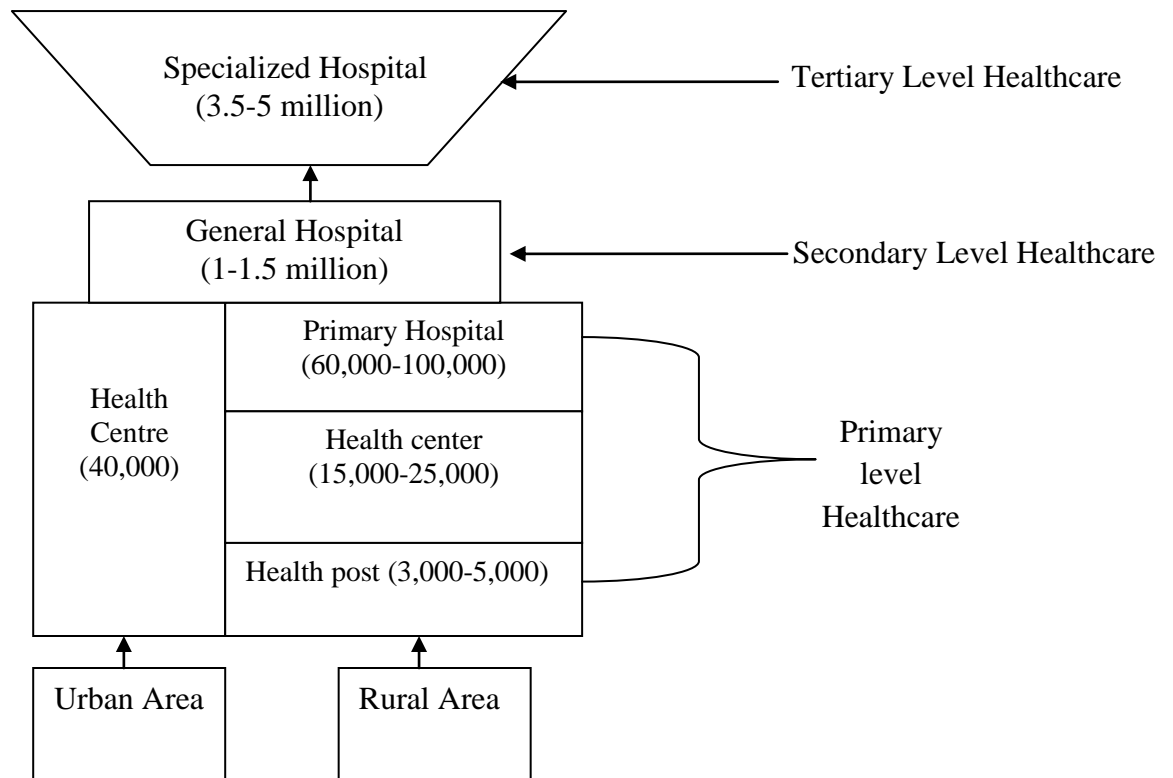 Specialized Hospital
(3.5-5 million)
Tertiary Level Healthcare
General Hospital
(1-1.5 million)
Secondary Level Healthcare
Health
Centre
(40,000)
Primary Hospital
(60,000-100,000)
Health center
(15,000-25,000)
Health post (3,000-5,000)
Primary
level
Healthcare
Urban Area
Rural Area